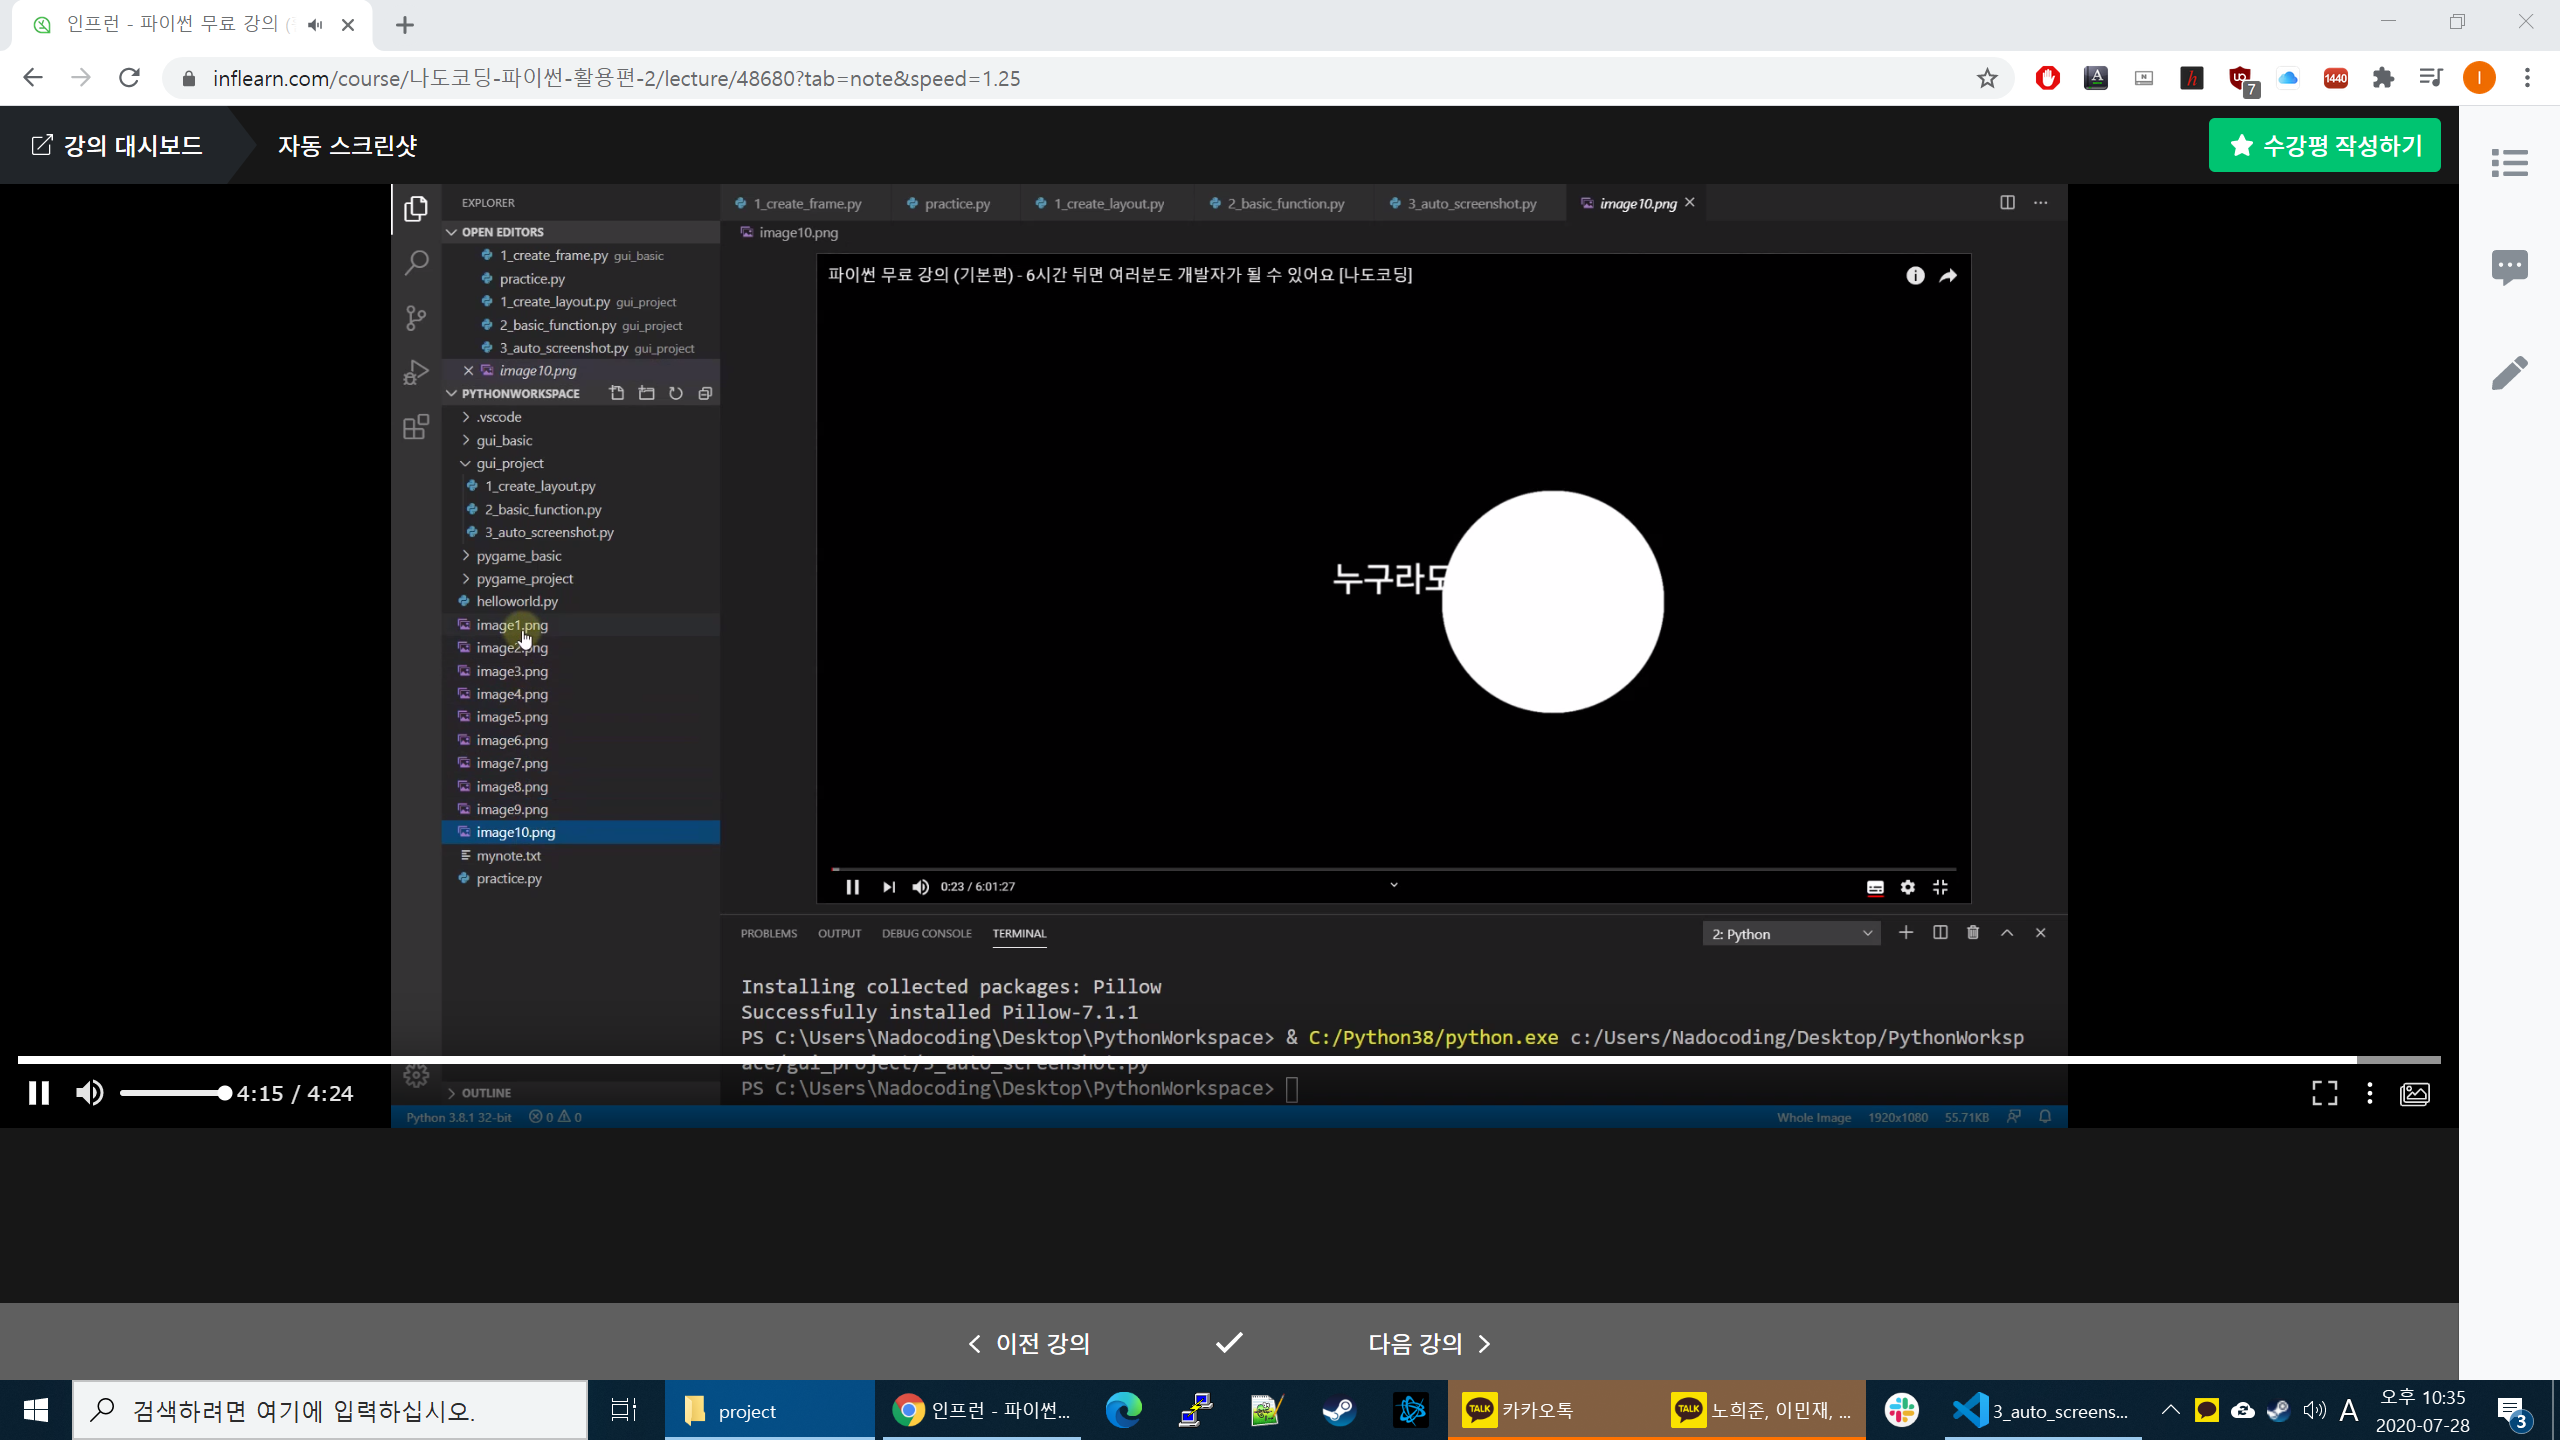 인프런 - 파이썬 무료 강의
inflearn.com/course/나도코딩-파이썬-활용편-2/lecture/48680?tab=note&speed=1.25
7
1440
I
강의 대시보드
자동 스크린샷
수강평 작성하기
EXPLORER
1_create_frame.py
practice.py
1_create_layout.py
2_basic_function.py
3_auto_screenshot.py
image10.png
OPEN EDITORS
image10.png
1_create_frame.py gui_basic
practice.py
1_create_layout.py gui_project
2_basic_function.py gui_project
3_auto_screenshot.py gui_project
image10.png
PYTHONWORKSPACE
.vscode
gui_basic
gui_project
1_create_layout.py
2_basic_function.py
3_auto_screenshot.py
pygame_basic
pygame_project
helloworld.py
image1.png
image2.png
image3.png
image4.png
image5.png
image6.png
image7.png
image8.png
image9.png
image10.png
mynote.txt
practice.py
파이썬 무료 강의 (기본편) - 6시간 뒤면 여러분도 개발자가 될 수 있어요 [나도코딩]
누구라도
0:23 / 6:01:27
PROBLEMS
OUTPUT
DEBUG CONSOLE
TERMINAL
2: Python
Installing collected packages: Pillow
Successfully installed Pillow-7.1.1
PS C:\Users\Nadocoding\Desktop\PythonWorkspace> & C:/Python38/python.exe c:/Users/Nadocoding/Desktop/PythonWorksp
ace/gui_project/3_auto_screenshot.py
PS C:\Users\Nadocoding\Desktop\PythonWorkspace>
OUTLINE
4:15 / 4:24
Python 3.8.1 32-bit
0
0
Whole Image
1920x1080
55.71KB
이전 강의
다음 강의
검색하려면 여기에 입력하십시오.
project
인프런 - 파이썬...
TALK
카카오톡
TALK
노희준, 이민재, ...
3_auto_screens...
A
오후 10:35
2020-07-28
3